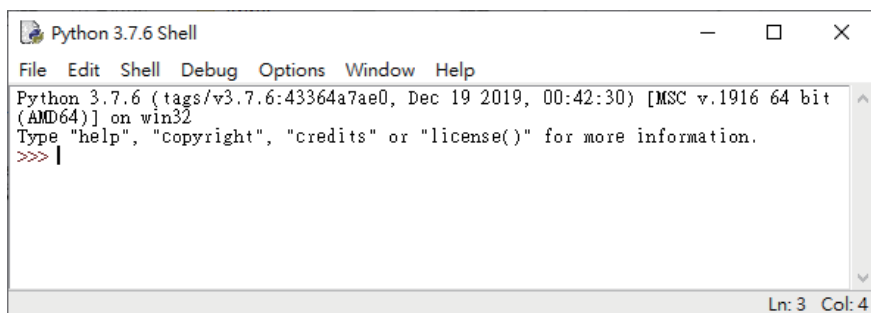 Python 3.7.6 Shell
File Edit Shell Debug Options Window Help
Python 3.7.6 (tags/v3.7.6:43364a7ae0, Dec 19 2019, 00:42:30) [MSC v.1916 64 bit
(AMD64)] on win32
Type "help", "copyright", "credits" or "license()" for more information.
>>>
Ln: 3 Col: 4